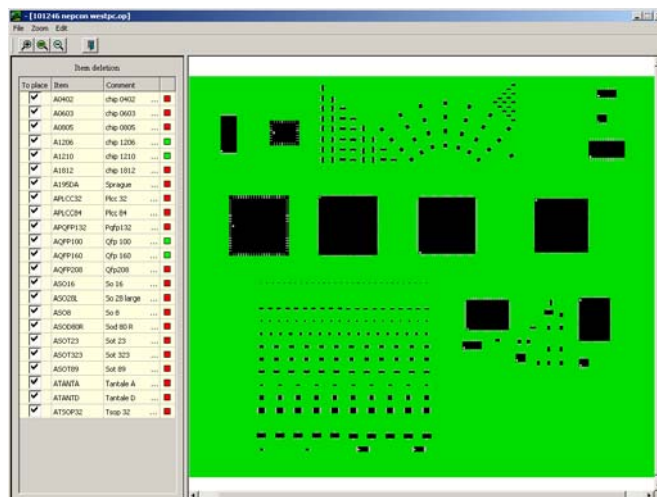 - [101246 nepcon westpc.op]
File Zoom Edit
Item deletion
To place Item Comment
A0402 chip 0402 ...
A0603 chip 0603 ...
A0805 chip 0805 ...
A1206 chip 1206 ...
A1210 chip 1210 ...
A1812 chip 1812 ...
A195DA Sprague ...
APLCC32 Plcc 32 ...
APLCC84 Plcc 84 ...
APQFP132 Pqfp132 ...
AQFP100 Qfp 100 ...
AQFP160 Qfp 160 ...
AQFP208 Qfp208 ...
ASO16 So 16 ...
ASO28L So 28 large ...
ASO8 So 8 ...
ASOD80R Sod 80 R ...
ASOT23 Sot 23 ...
ASOT323 Sot 323 ...
ASOT89 Sot 89 ...
ATANTA Tantale A ...
ATANTD Tantale D ...
ATSOP32 Tsop 32 ...